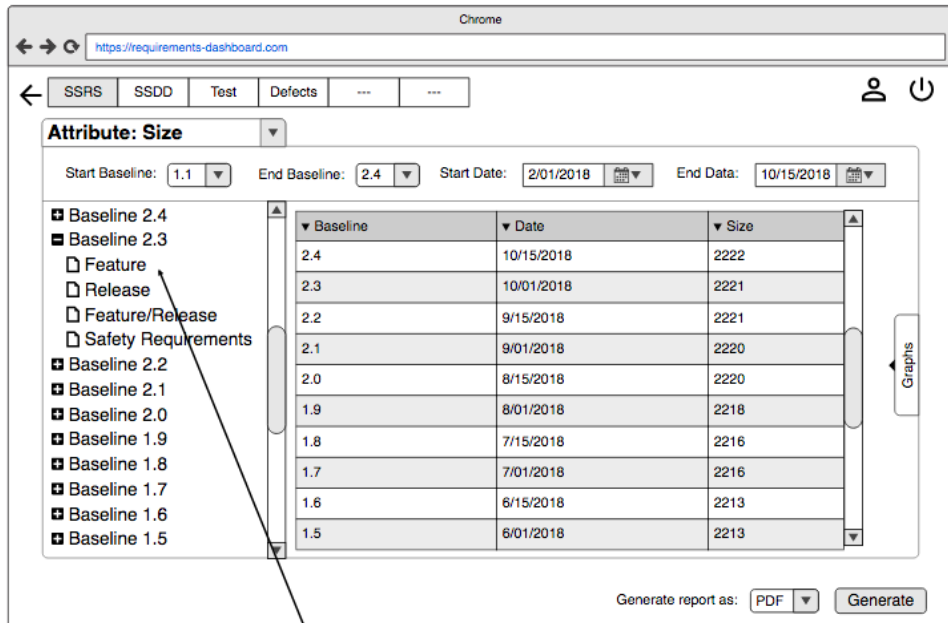 Chrome
https://requirements-dashboard.com
SSRS SSDD Test Defects --- ---
Attribute: Size
Start Baseline: 1.1 End Baseline: 2.4 Start Date: 2/01/2018 End Data: 10/15/2018
Baseline 2.4
Baseline 2.3
Feature
Release
Feature/Release
Safety Requirements
Baseline 2.2
Baseline 2.1
Baseline 2.0
Baseline 1.9
Baseline 1.8
Baseline 1.7
Baseline 1.6
Baseline 1.5
Baseline Date Size
2.4 10/15/2018 2222
2.3 10/01/2018 2221
2.2 9/15/2018 2221
2.1 9/01/2018 2220
2.0 8/15/2018 2220
1.9 8/01/2018 2218
1.8 7/15/2018 2216
1.7 7/01/2018 2216
1.6 6/15/2018 2213
1.5 6/01/2018 2213
Graphs
Generate report as: PDF Generate